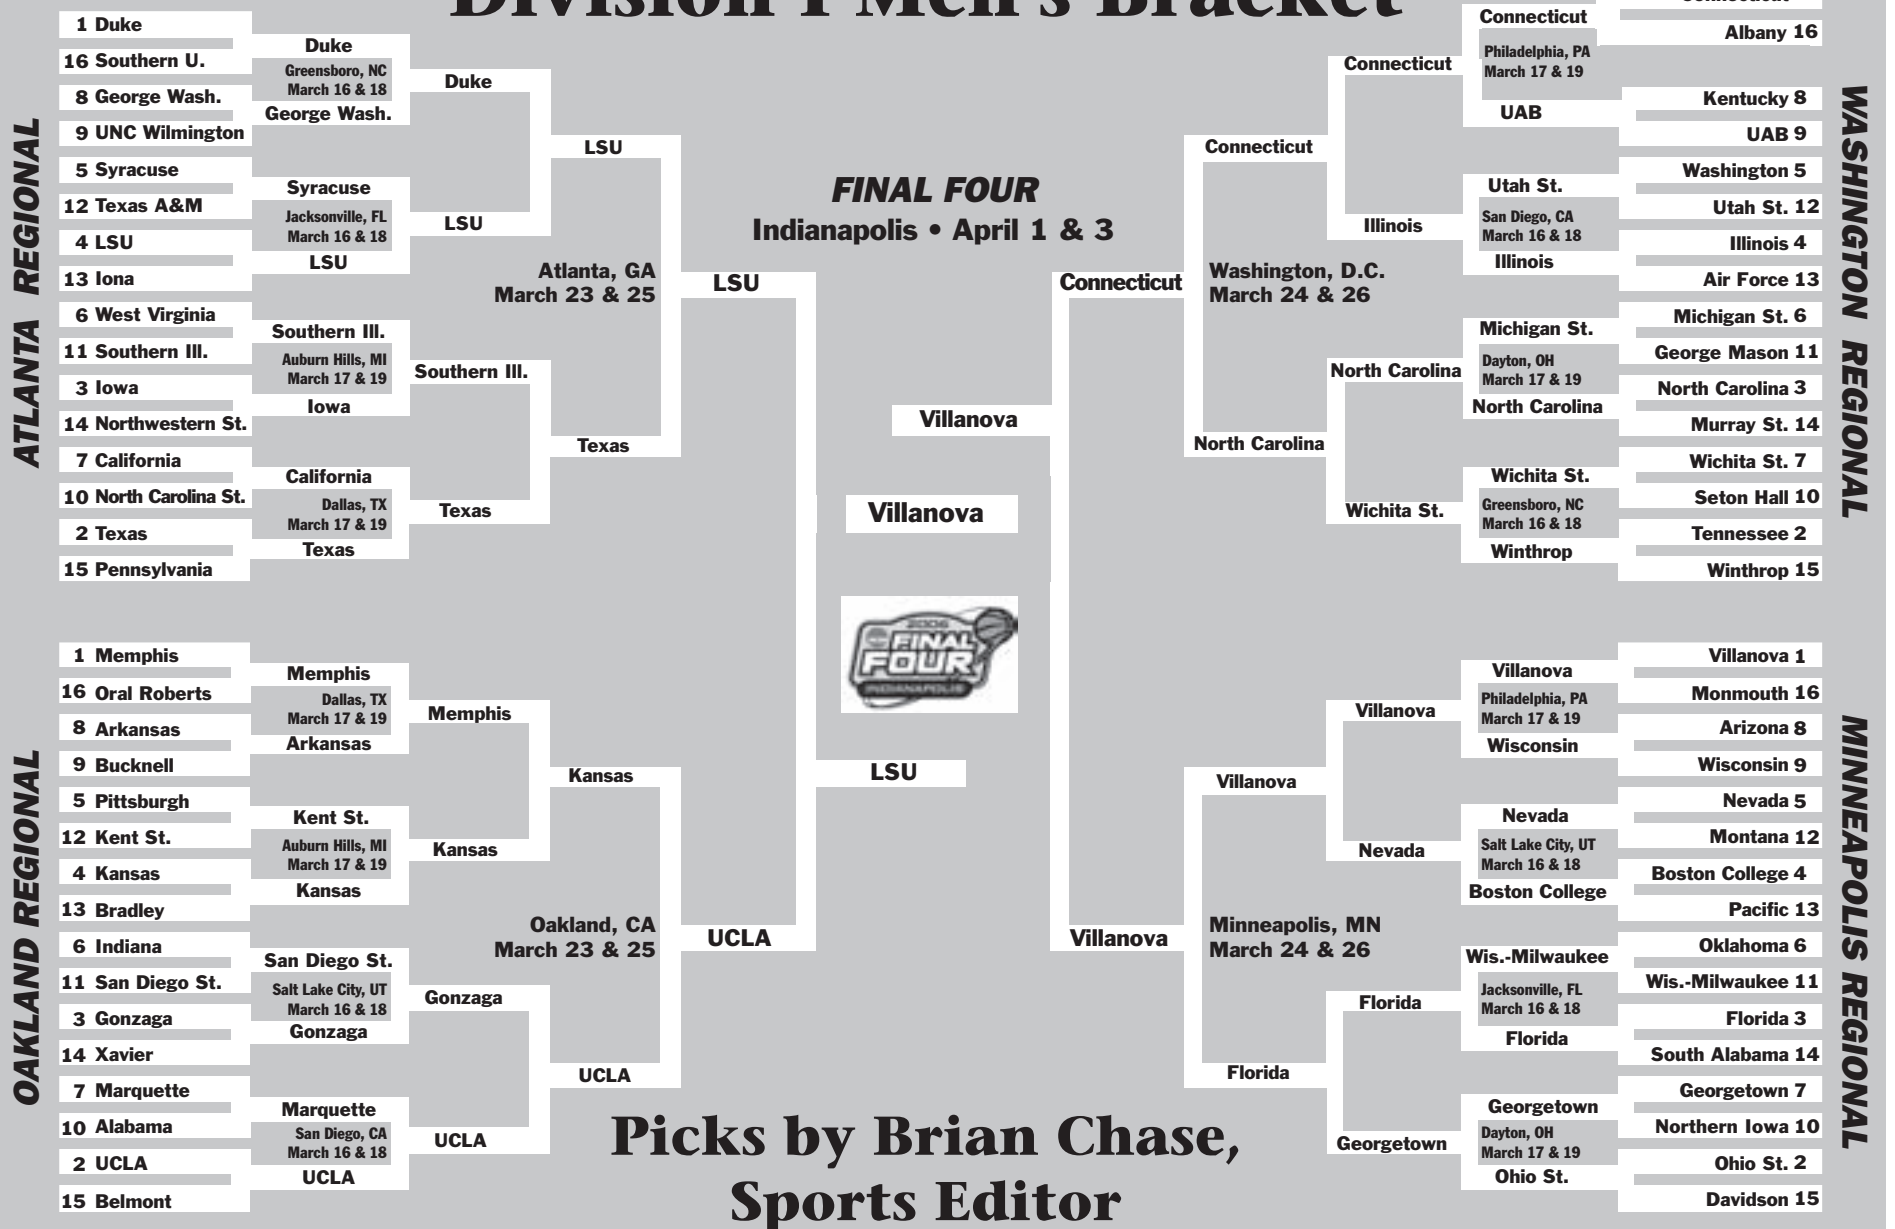 Division I Men's Bracket
ATLANTA REGIONAL
1 Duke
16 Southern U.
8 George Wash.
9 UNC Wilmington
5 Syracuse
12 Texas A&M
4 LSU
13 Iona
6 West Virginia
11 Southern Ill.
3 Iowa
14 Northwestern St.
7 California
10 North Carolina St.
2 Texas
15 Pennsylvania
Duke
Greensboro, NC
March 16 & 18
George Wash.
Syracuse
Jacksonville, FL
March 16 & 18
LSU
Southern Ill.
Auburn Hills, MI
March 17 & 19
Iowa
California
Dallas, TX
March 17 & 19
Texas
Duke
LSU
Southern Ill.
Texas
LSU
Atlanta, GA
March 23 & 25
Texas
LSU
OAKLAND REGIONAL
1 Memphis
16 Oral Roberts
8 Arkansas
9 Bucknell
5 Pittsburgh
12 Kent St.
4 Kansas
13 Bradley
6 Indiana
11 San Diego St.
3 Gonzaga
14 Xavier
7 Marquette
10 Alabama
2 UCLA
15 Belmont
Memphis
Dallas, TX
March 17 & 19
Arkansas
Kent St.
Auburn Hills, MI
March 17 & 19
Kansas
San Diego St.
Salt Lake City, UT
March 16 & 18
Gonzaga
Marquette
San Diego, CA
March 16 & 18
UCLA
Memphis
Kansas
Gonzaga
UCLA
Kansas
Oakland, CA
March 23 & 25
UCLA
UCLA
FINAL FOUR
Indianapolis • April 1 & 3
Villanova
Villanova
2006
FINAL
FOUR
INDIANAPOLIS
LSU
Connecticut
Washington, D.C.
March 24 & 26
Connecticut
North Carolina
Connecticut
Illinois
North Carolina
Wichita St.
Connecticut
Philadelphia, PA
March 17 & 19
UAB
Utah St.
San Diego, CA
March 16 & 18
Illinois
Michigan St.
Dayton, OH
March 17 & 19
North Carolina
Wichita St.
Greensboro, NC
March 16 & 18
Winthrop
Connecticut
Albany 16
Kentucky 8
UAB 9
Washington 5
Utah St. 12
Illinois 4
Air Force 13
Michigan St. 6
George Mason 11
North Carolina 3
Murray St. 14
Wichita St. 7
Seton Hall 10
Tennessee 2
Winthrop 15
WASHINGTON REGIONAL
Villanova
Villanova
Minneapolis, MN
March 24 & 26
Florida
Villanova
Nevada
Florida
Georgetown
Villanova
Philadelphia, PA
March 17 & 19
Wisconsin
Nevada
Salt Lake City, UT
March 16 & 18
Boston College
Wis.-Milwaukee
Jacksonville, FL
March 16 & 18
Florida
Georgetown
Dayton, OH
March 17 & 19
Ohio St.
Villanova 1
Monmouth 16
Arizona 8
Wisconsin 9
Nevada 5
Montana 12
Boston College 4
Pacific 13
Oklahoma 6
Wis.-Milwaukee 11
Florida 3
South Alabama 14
Georgetown 7
Northern Iowa 10
Ohio St. 2
Davidson 15
MINNEAPOLIS REGIONAL
Picks by Brian Chase,
Sports Editor